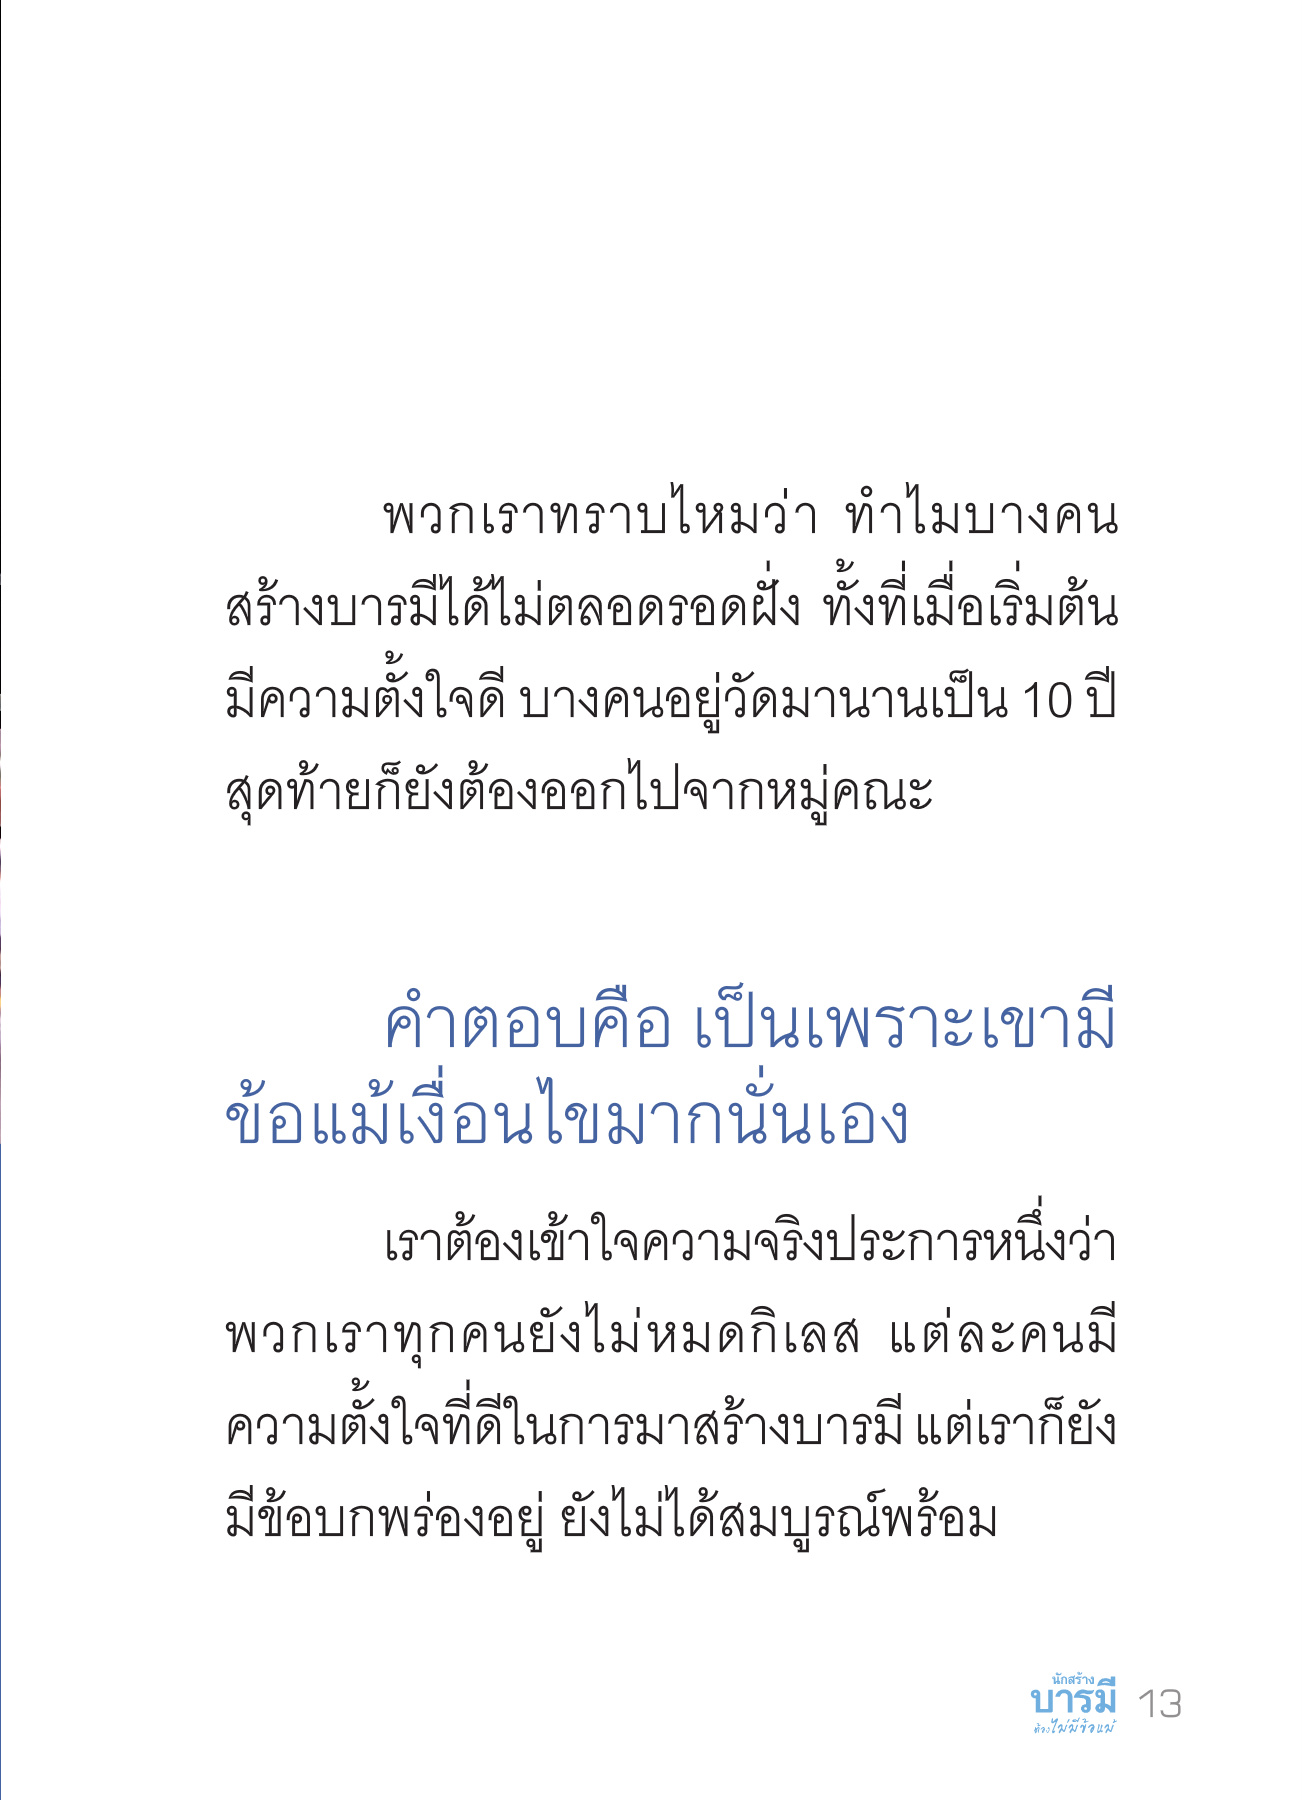 พวกเราทราบไหมว่า ทำไมบางคน
สร้างบารมีได้ไม่ตลอดรอดฝั่ง ทั้งที่เมื่อเริ่มต้น
มีความตั้งใจดี บางคนอยู่วัดมานานเป็น 10 ปี
สุดท้ายก็ยังต้องออกไปจากหมู่คณะ
คำตอบคือ เป็นเพราะเขามี
ข้อแม้เงื่อนไขมากนั่นเอง
เราต้องเข้าใจความจริงประการหนึ่งว่า
พวกเราทุกคนยังไม่หมดกิเลส แต่ละคนมี
ความตั้งใจที่ดีในการมาสร้างบารมี แต่เราก็ยัง
มีข้อบกพร่องอยู่ ยังไม่ได้สมบูรณ์พร้อม
นักสร้าง
บารมี
ต้องไม่มีข้อแม้
13